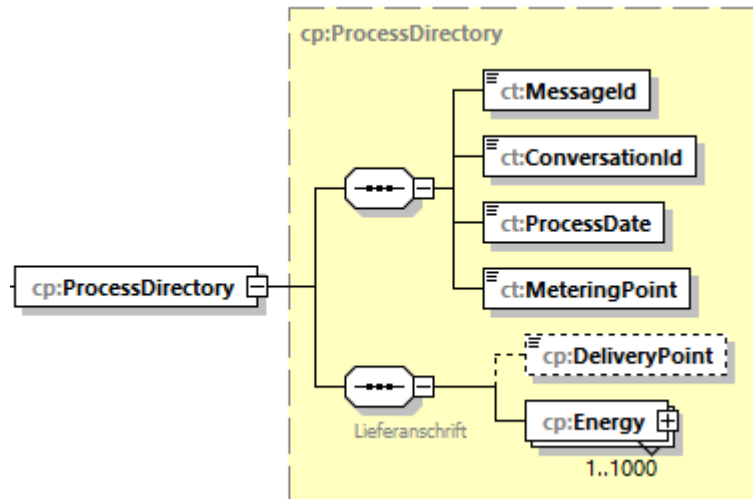 cp:ProcessDirectory
ct:MessageId
ct:ConversationId
ct:ProcessDate
cp:ProcessDirectory
ct:MeteringPoint
cp:DeliveryPoint
Lieferanschrift
cp:Energy
1..1000